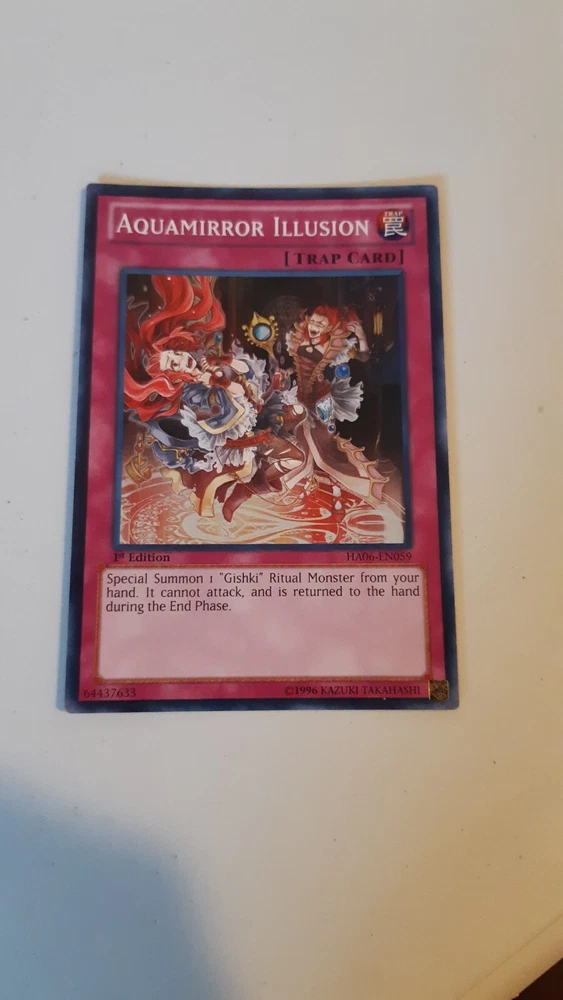 AQUAMIRROR ILLUSION
TRAP
罠
[TRAP CARD]
1st Edition
HA06-EN059
Special Summon 1 "Gishki" Ritual Monster from your
hand. It cannot attack, and is returned to the hand
during the End Phase.
64437633
©1996 KAZUKI TAKAHASHI